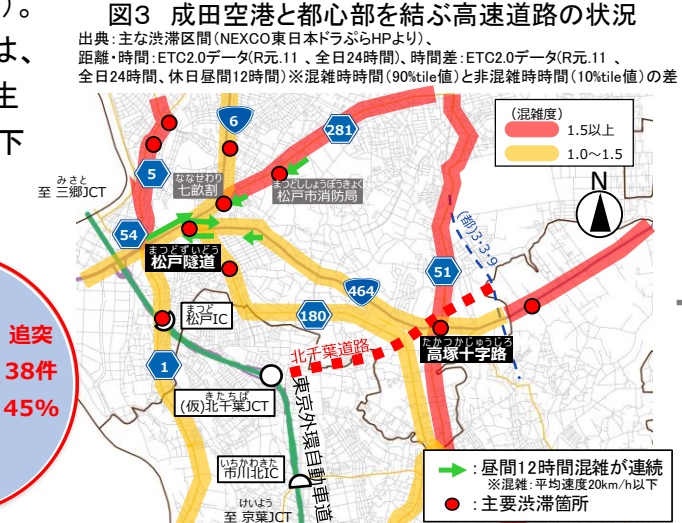 )。
は、
生
下
図3 成田空港と都心部を結ぶ高速道路の状況
出典:主な渋滞区間(NEXCO東日本ドラぷらHPより)、
距離・時間:ETC2.0データ(R元.11 、全日24時間)、時間差:ETC2.0データ(R元.11 、
全日24時間、休日昼間12時間)※混雑時時間(90%tile値)と非混雑時時間(10%tile値)の差
(混雑度)
1.5以上
1.0~1.5
N
6
281
みさと
至 三郷JCT
5
ななせわり
七畝割
まつどししょうぼうきょく
松戸市消防局
54
まつどずいどう
松戸隧道
(都)3・3・9
51
464
まつど
松戸IC
180
たかつかじゅうじろ
高塚十字路
北千葉道路
1
きたちば
(仮)北千葉JCT
東京外環自動車道
いちかわきた
市川北IC
けいよう
至 京葉JCT
追突
38件
45%
:昼間12時間混雑が連続
※混雑:平均速度20km/h以下
:主要渋滞箇所